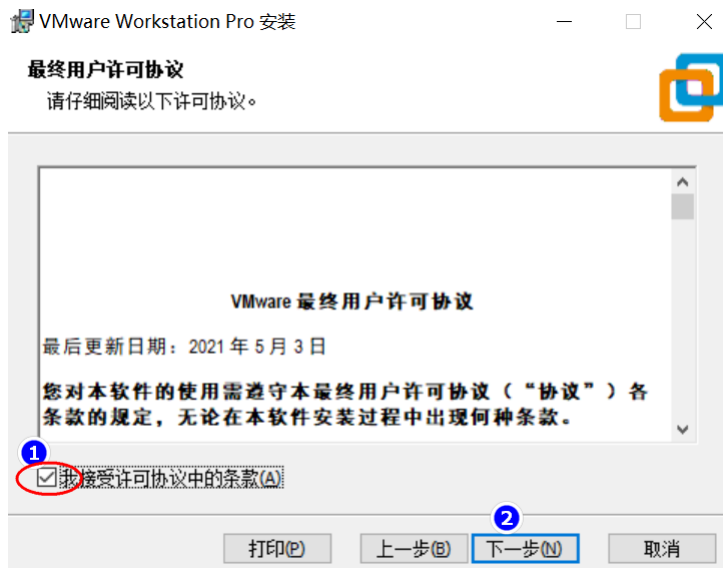 VMware Workstation Pro 安装
最终用户许可协议
请仔细阅读以下许可协议。
VMware 最终用户许可协议
最后更新日期：2021 年 5 月 3 日
您对本软件的使用需遵守本最终用户许可协议（“协议”）各
条款的规定，无论在本软件安装过程中出现何种条款。
1
我接受许可协议中的条款(A)
2
打印(P) 上一步(B) 下一步(N) 取消